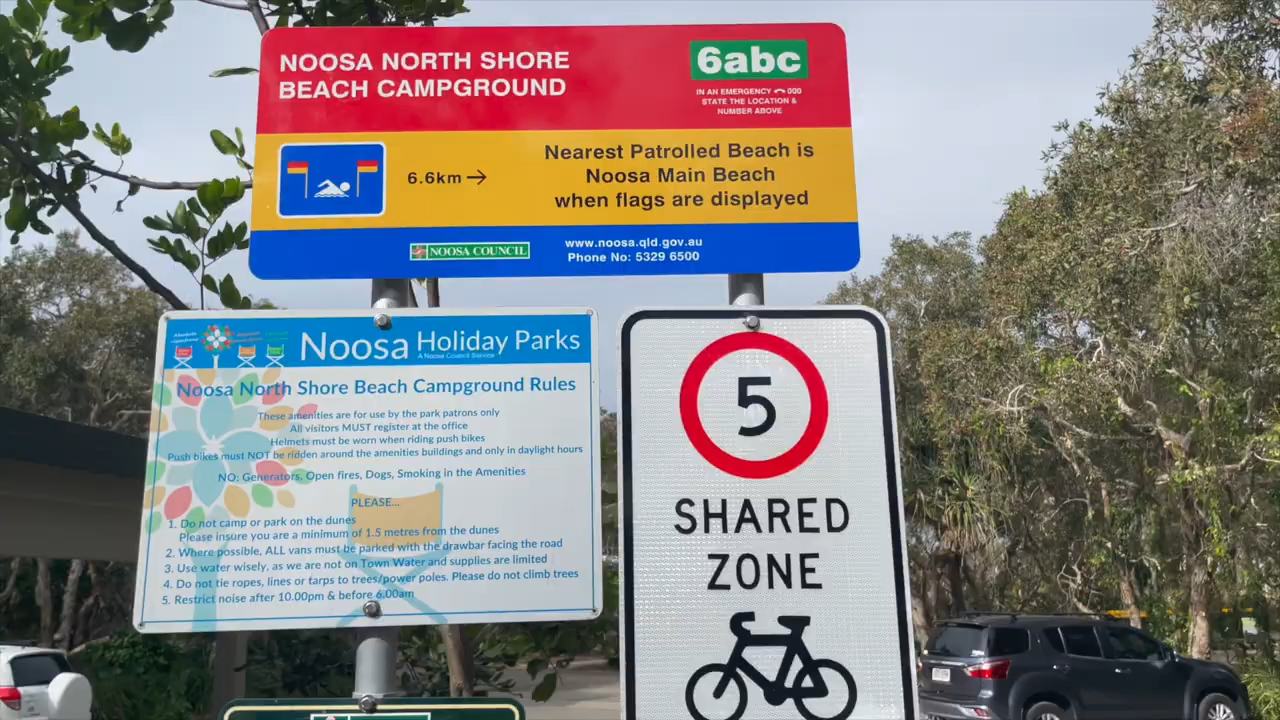 NOOSA NORTH SHORE
BEACH CAMPGROUND
6abc
IN AN EMERGENCY 000
STATE THE LOCATION &
NUMBER ABOVE
6.6km →
Nearest Patrolled Beach is
Noosa Main Beach
when flags are displayed
NOOSA COUNCIL
www.noosa.qld.gov.au
Phone No: 5329 6500
Noosa Holiday Parks
A Noosa Council Service
Noosa North Shore Beach Campground Rules
These amenities are for use by the park patrons only
All visitors MUST register at the office
Helmets must be worn when riding push bikes
Push bikes must NOT be ridden around the amenities buildings and only in daylight hours
NO: Generators, Open fires, Dogs, Smoking in the Amenities
PLEASE...
1. Do not camp or park on the dunes
Please insure you are a minimum of 1.5 metres from the dunes
2. Where possible, ALL vans must be parked with the drawbar facing the road
3. Use water wisely, as we are not on Town Water and supplies are limited
4. Do not tie ropes, lines or tarps to trees/power poles. Please do not climb trees
5. Restrict noise after 10.00pm & before 6.00am
5
SHARED
ZONE